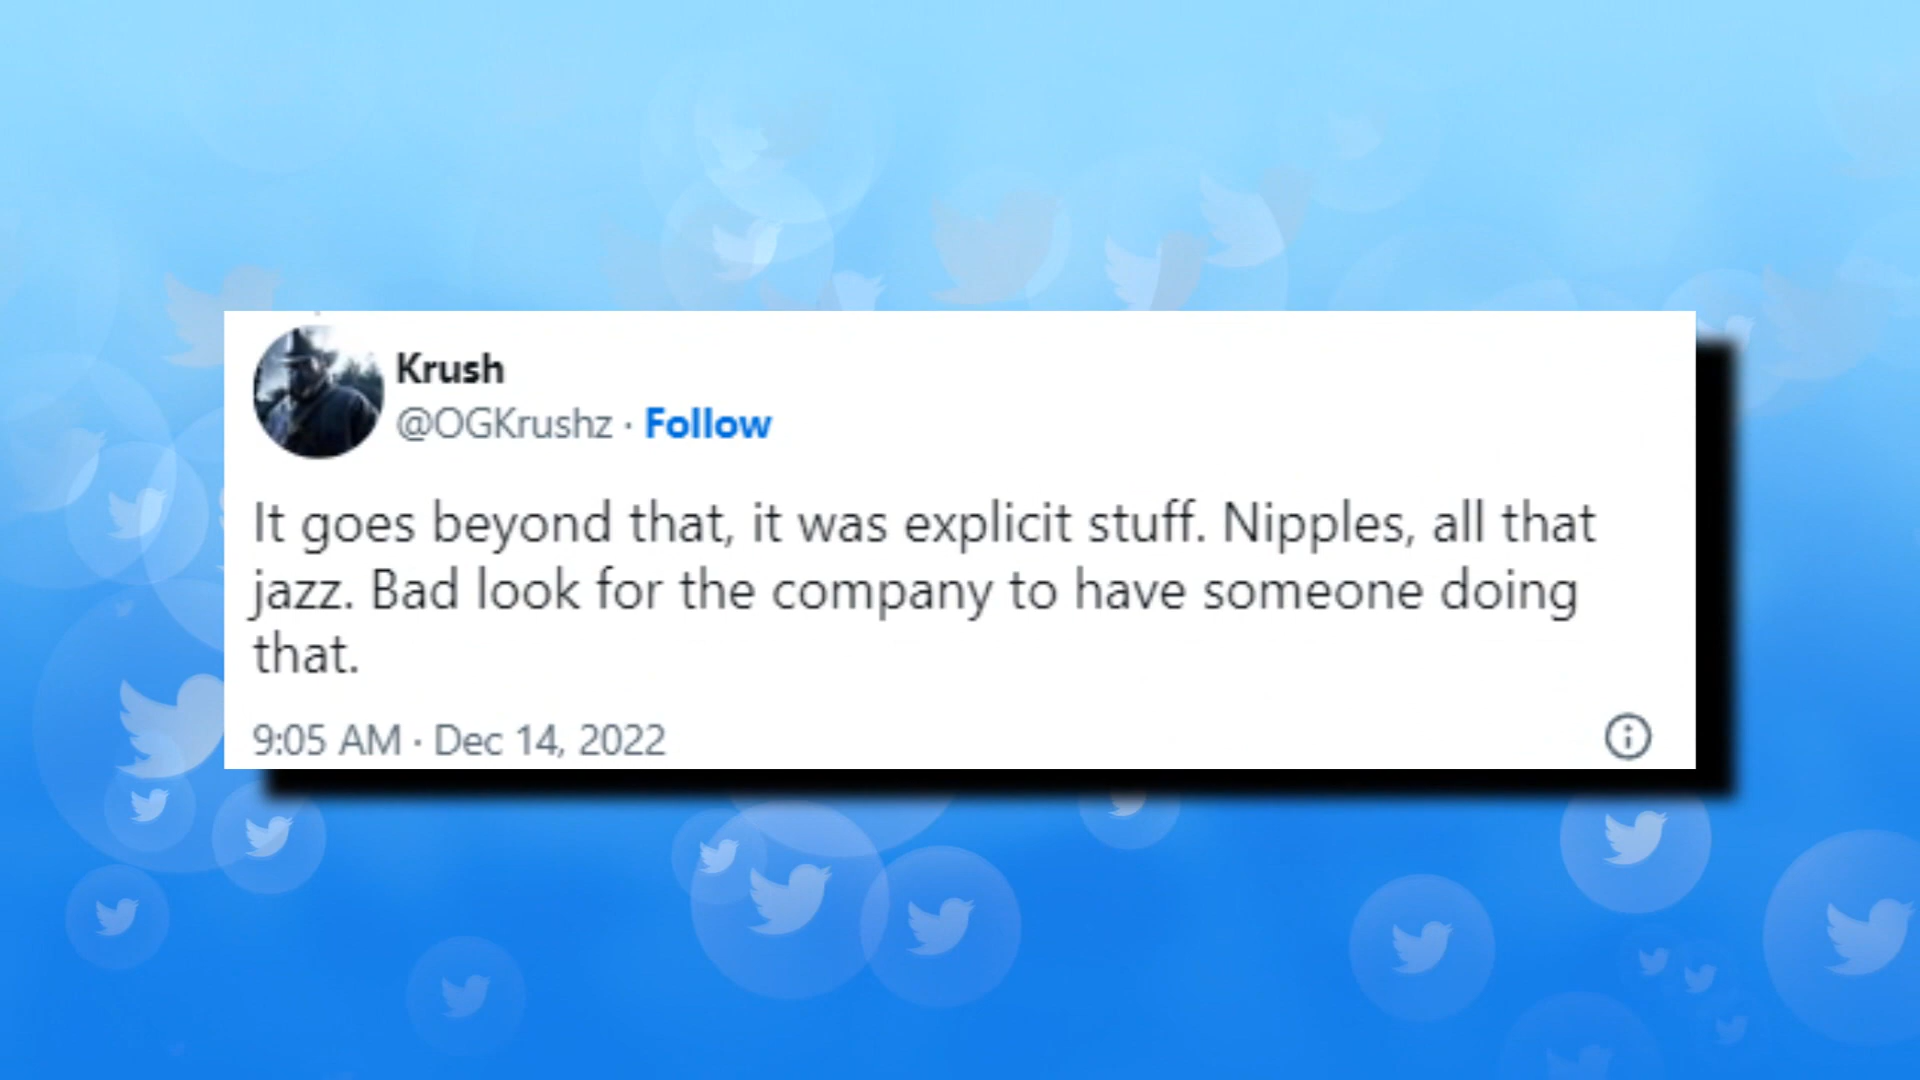 Krush
@OGKrushz · Follow
It goes beyond that, it was explicit stuff. Nipples, all that
jazz. Bad look for the company to have someone doing
that.
9:05 AM · Dec 14, 2022